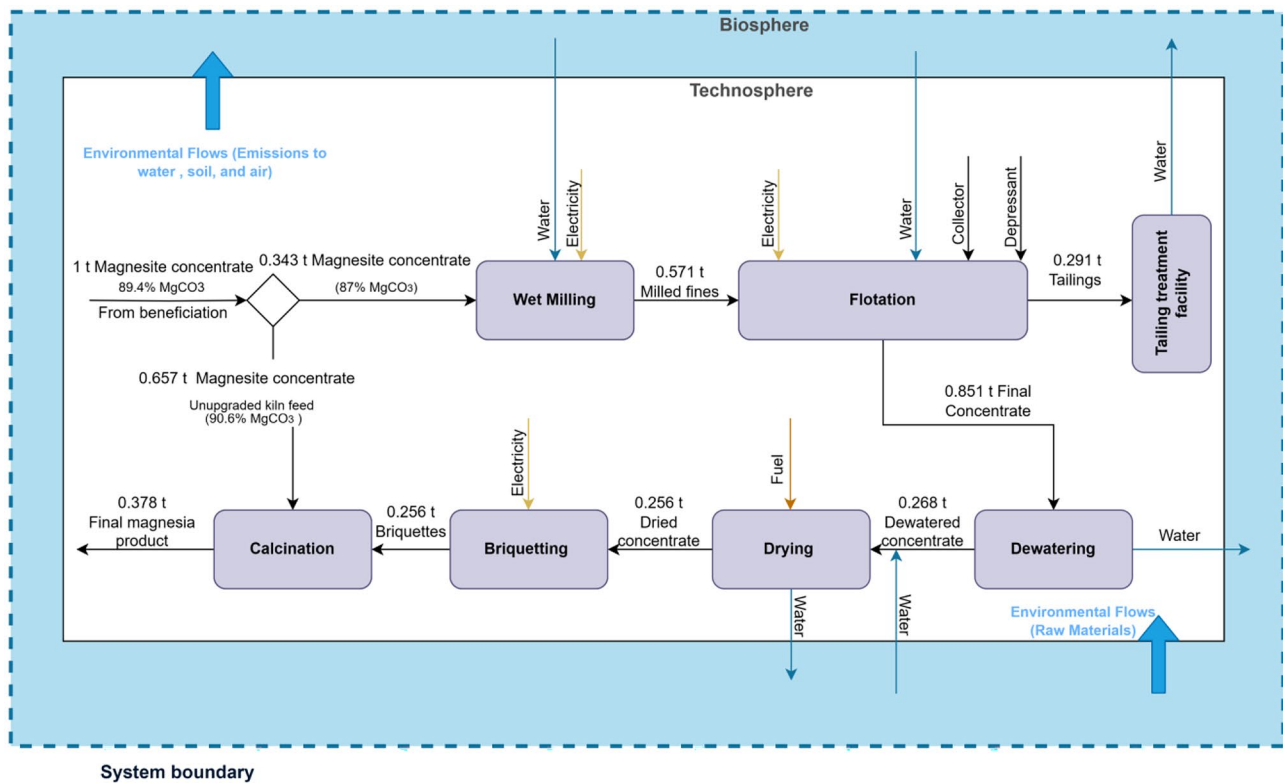 Biosphere
Technosphere
Environmental Flows (Emissions to
water , soil, and air)
Water
Electricity
Electricity
Water
Collector
Depressant
Water
1 t Magnesite concentrate
89.4% MgCO3
From beneficiation
0.343 t Magnesite concentrate
(87% MgCO₃)
Wet Milling
0.571 t
Milled fines
Flotation
0.291 t
Tailings
Tailing treatment
facility
0.657 t Magnesite concentrate
Unupgraded kiln feed
(90.6% MgCO₃ )
0.851 t Final
Concentrate
Electricity
Fuel
0.378 t
Final magnesia
product
Calcination
0.256 t
Briquettes
Briquetting
0.256 t
Dried
concentrate
Drying
0.268 t
Dewatered
concentrate
Dewatering
Water
Water
Water
Environmental Flows
(Raw Materials)
System boundary